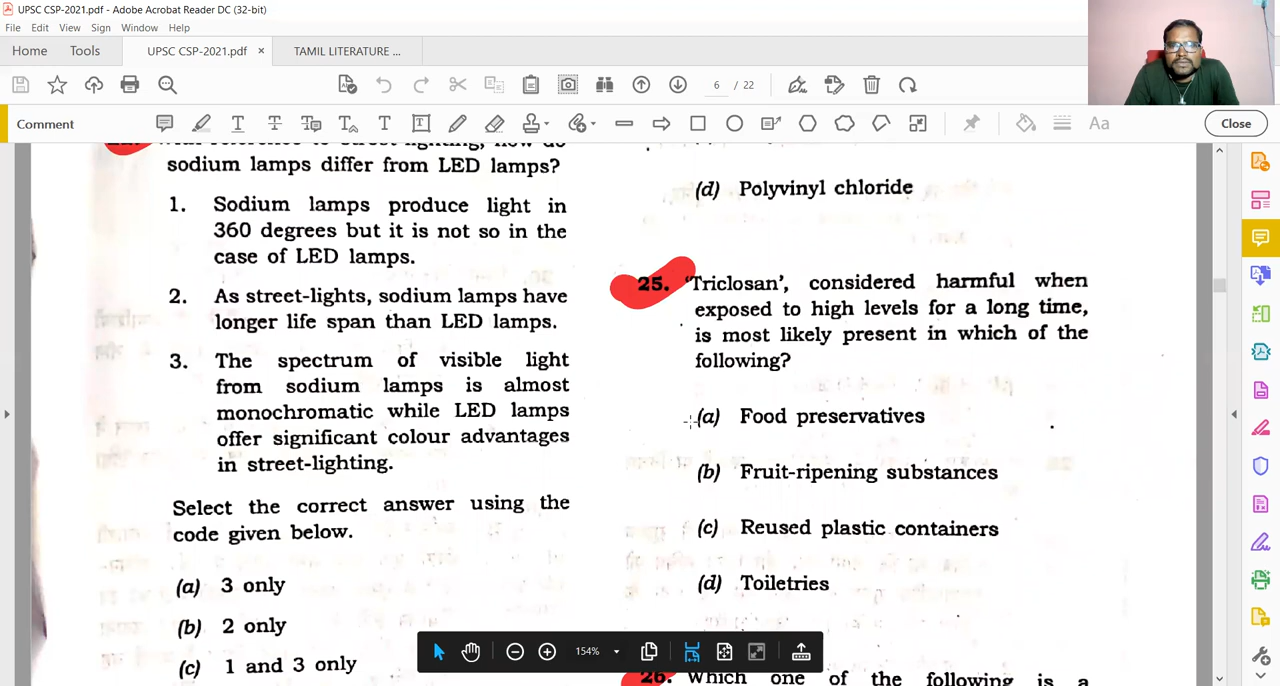 UPSC CSP-2021.pdf - Adobe Acrobat Reader DC (32-bit)
File Edit View Sign Window Help
Home Tools UPSC CSP-2021.pdf × TAMIL LITERATURE ...
6 / 22
Comment
Aa
Close
sodium lamps differ from LED lamps?
1. Sodium lamps produce light in
360 degrees but it is not so in the
case of LED lamps.
2. As street-lights, sodium lamps have
longer life span than LED lamps.
3. The spectrum of visible light
from sodium lamps is almost
monochromatic while LED lamps
offer significant colour advantages
in street-lighting.
Select the correct answer using the
code given below.
(a) 3 only
(b) 2 only
(c) 1 and 3 only
(d) Polyvinyl chloride
25. 'Triclosan', considered harmful when
exposed to high levels for a long time,
is most likely present in which of the
following?
(a) Food preservatives
(b) Fruit-ripening substances
(c) Reused plastic containers
(d) Toiletries
26. Which one of the following is a
154%